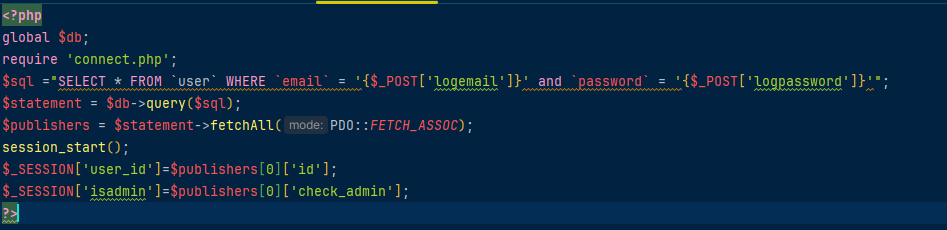 <?php
global $db;
require 'connect.php';
$sql ="SELECT * FROM `user` WHERE `email` = '{$_POST['logemail']}' and `password` = '{$_POST['logpassword']}'";
$statement = $db->query($sql);
$publishers = $statement->fetchAll( mode: PDO::FETCH_ASSOC);
session_start();
$_SESSION['user_id']=$publishers[0]['id'];
$_SESSION['isadmin']=$publishers[0]['check_admin'];
?>